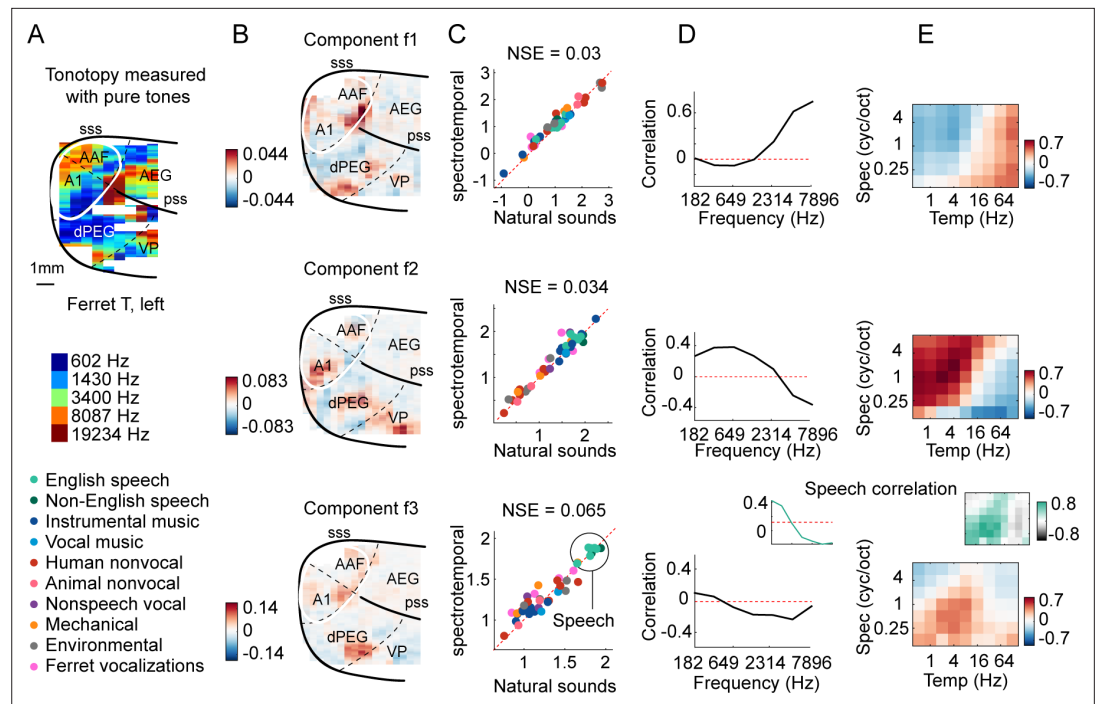 A
Tonotopy measured
with pure tones
sss
AAF
A1
AEG
pss
dPEG
VP
1mm
Ferret T, left
602 Hz
1430 Hz
3400 Hz
8087 Hz
19234 Hz
English speech
Non-English speech
Instrumental music
Vocal music
Human nonvocal
Animal nonvocal
Nonspeech vocal
Mechanical
Environmental
Ferret vocalizations
B
Component f1
sss
AAF
AEG
A1
pss
dPEG
VP
0.044
-0.044
Component f2
sss
AAF
AEG
A1
pss
dPEG
VP
0.083
-0.083
Component f3
sss
AAF
AEG
A1
pss
dPEG
VP
0.14
-0.14
C
NSE = 0.03
spectrotemporal
3
2
1
0
-1
-1 0 1 2 3
Natural sounds
NSE = 0.034
spectrotemporal
2
1
1 2
Natural sounds
NSE = 0.065
spectrotemporal
2
1.5
1
Speech
1 1.5 2
Natural sounds
D
Correlation
0.6
0
182 649 2314 7896
Frequency (Hz)
Correlation
0.4
0
-0.4
182 649 2314 7896
Frequency (Hz)
Speech correlation
0.4
0
Correlation
0.4
0
-0.4
182 649 2314 7896
Frequency (Hz)
E
Spec (cyc/oct)
4
1
0.25
1 4 16 64
Temp (Hz)
0.7
0
-0.7
Spec (cyc/oct)
4
1
0.25
1 4 16 64
Temp (Hz)
0.7
0
-0.7
0.8
-0.8
Spec (cyc/oct)
4
1
0.25
1 4 16 64
Temp (Hz)
0.7
0
-0.7